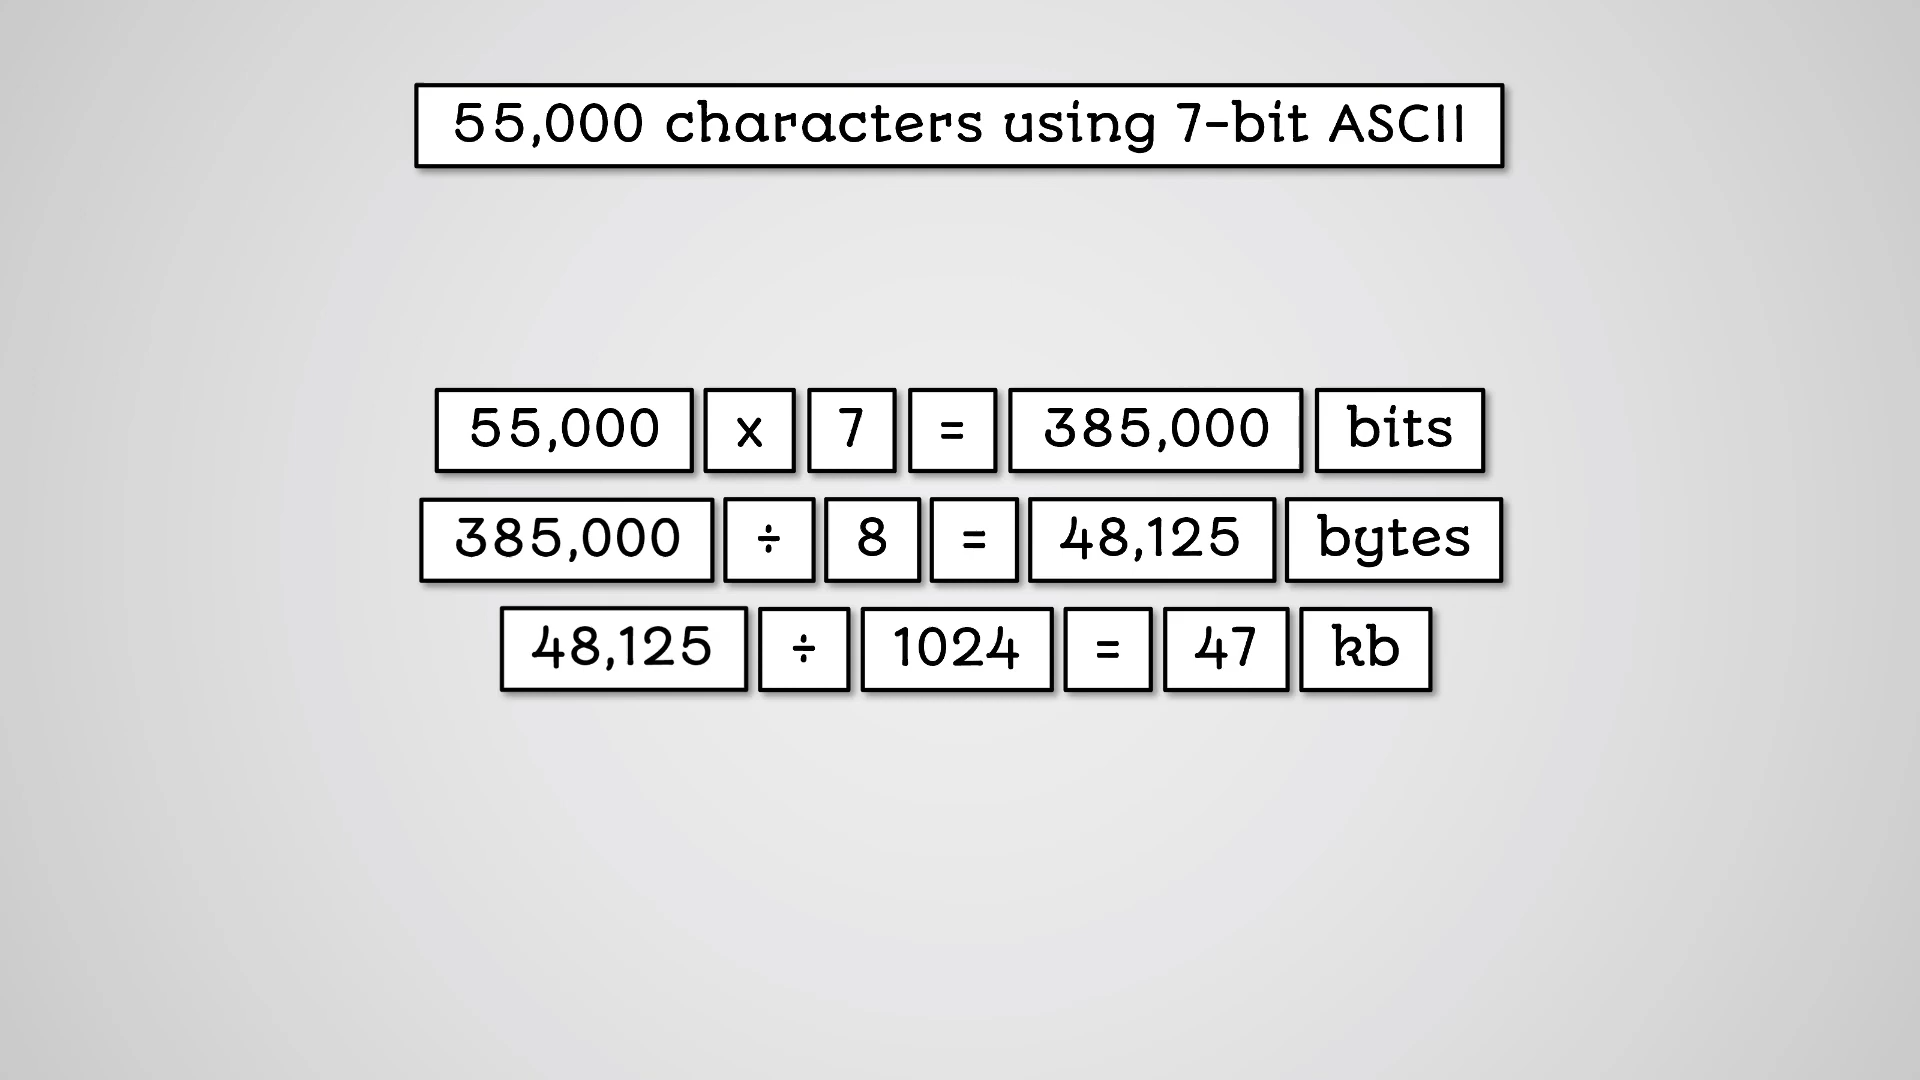 55,000 characters using 7-bit ASCII
55,000 x 7 = 385,000 bits
385,000 ÷ 8 = 48,125 bytes
48,125 ÷ 1024 = 47 kb